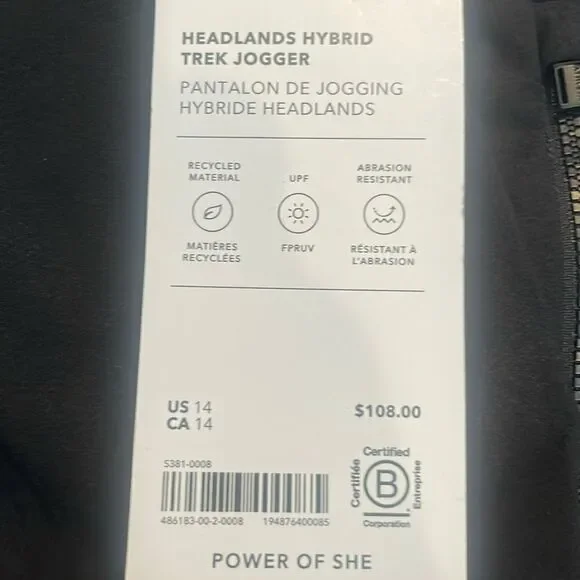 HEADLANDS HYBRID
TREK JOGGER
PANTALON DE JOGGING
HYBRIDE HEADLANDS
RECYCLED
MATERIAL
UPF
ABRASION
RESISTANT
MATIÈRES
RECYCLÉES
FPRUV
RÉSISTANT À
L'ABRASION
US 14
CA 14
$108.00
S381-0008
486183-00-2-0008 194876400085
Certified
Certifiée
B
Entreprise
Corporation
POWER OF SHE